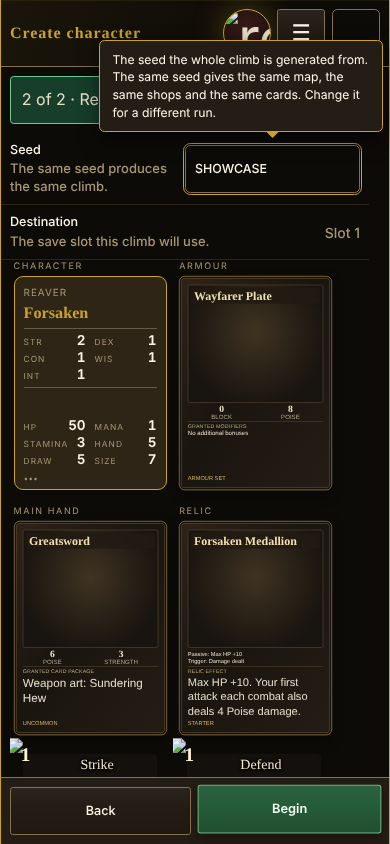 Create character
The seed the whole climb is generated from.
The same seed gives the same map, the
same shops and the same cards. Change it
for a different run.
2 of 2 · Re
Seed
The same seed produces
the same climb.
SHOWCASE
Destination
The save slot this climb will use.
Slot 1
CHARACTER
REAVER
Forsaken
STR 2 DEX 1
CON 1 WIS 1
INT 1
HP 50 MANA 1
STAMINA 3 HAND 5
DRAW 5 SIZE 7
...
ARMOUR
Wayfarer Plate
0 8
BLOCK POISE
GRANTED MODIFIERS
No additional bonuses
ARMOUR SET
MAIN HAND
Greatsword
6 3
POISE STRENGTH
GRANTED CARD PACKAGE
Weapon art: Sundering
Hew
UNCOMMON
RELIC
Forsaken Medallion
Passive: Max HP +10
Trigger: Damage dealt
RELIC EFFECT
Max HP +10. Your first
attack each combat also
deals 4 Poise damage.
STARTER
1
Strike
1
Defend
Back
Begin